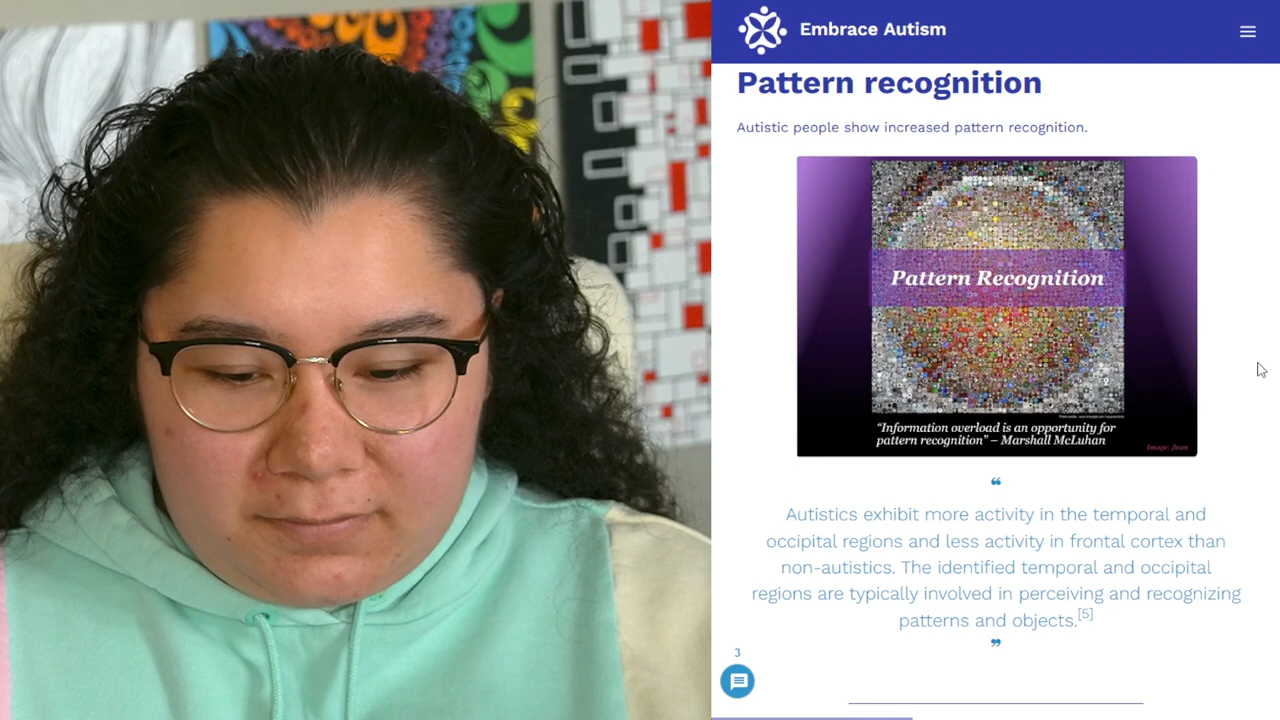 Embrace Autism
Pattern recognition
Autistic people show increased pattern recognition.
Pattern Recognition
“Information overload is an opportunity for
pattern recognition” – Marshall McLuhan
Image: jbum
“
Autistics exhibit more activity in the temporal and
occipital regions and less activity in frontal cortex than
non-autistics. The identified temporal and occipital
regions are typically involved in perceiving and recognizing
patterns and objects.[5]
”
3